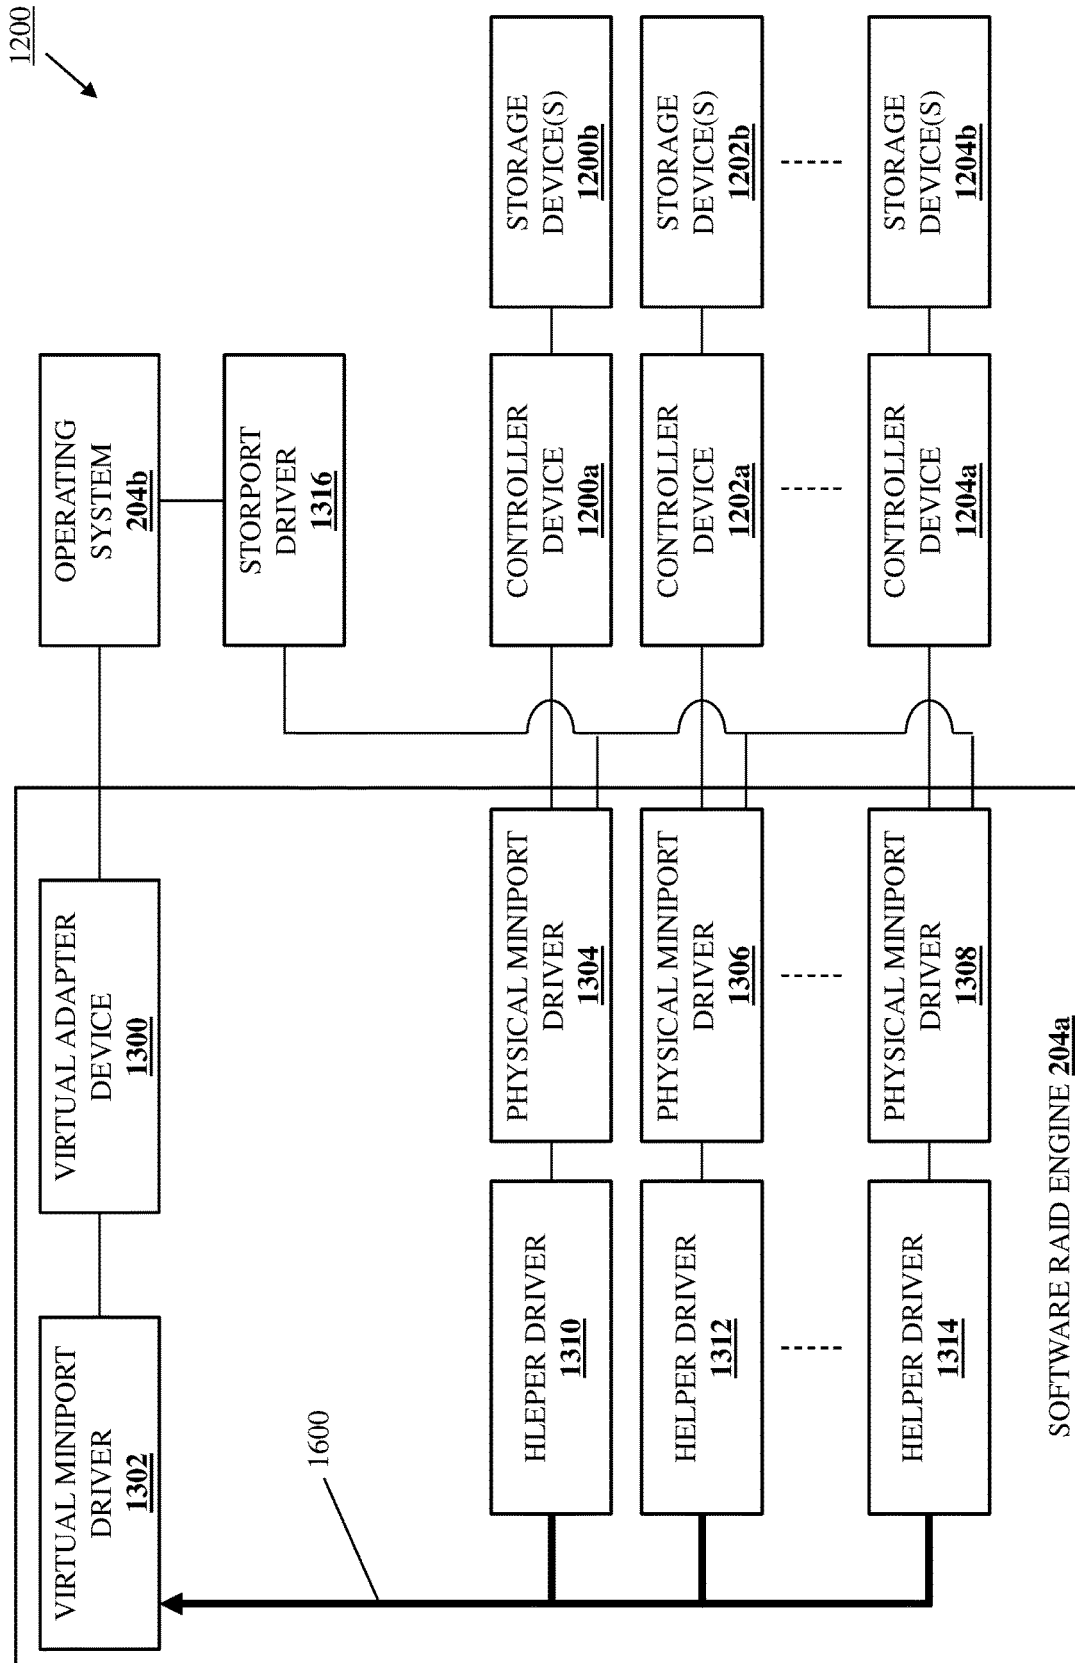 1200
VIRTUAL MINIPORT
DRIVER
1302
VIRTUAL ADAPTER
DEVICE
1300
OPERATING
SYSTEM
204b
STORPORT
DRIVER
1316
1600
HLEPER DRIVER
1310
PHYSICAL MINIPORT
DRIVER
1304
CONTROLLER
DEVICE
1200a
STORAGE
DEVICE(S)
1200b
HELPER DRIVER
1312
PHYSICAL MINIPORT
DRIVER
1306
CONTROLLER
DEVICE
1202a
STORAGE
DEVICE(S)
1202b
HELPER DRIVER
1314
PHYSICAL MINIPORT
DRIVER
1308
CONTROLLER
DEVICE
1204a
STORAGE
DEVICE(S)
1204b
SOFTWARE RAID ENGINE 204a